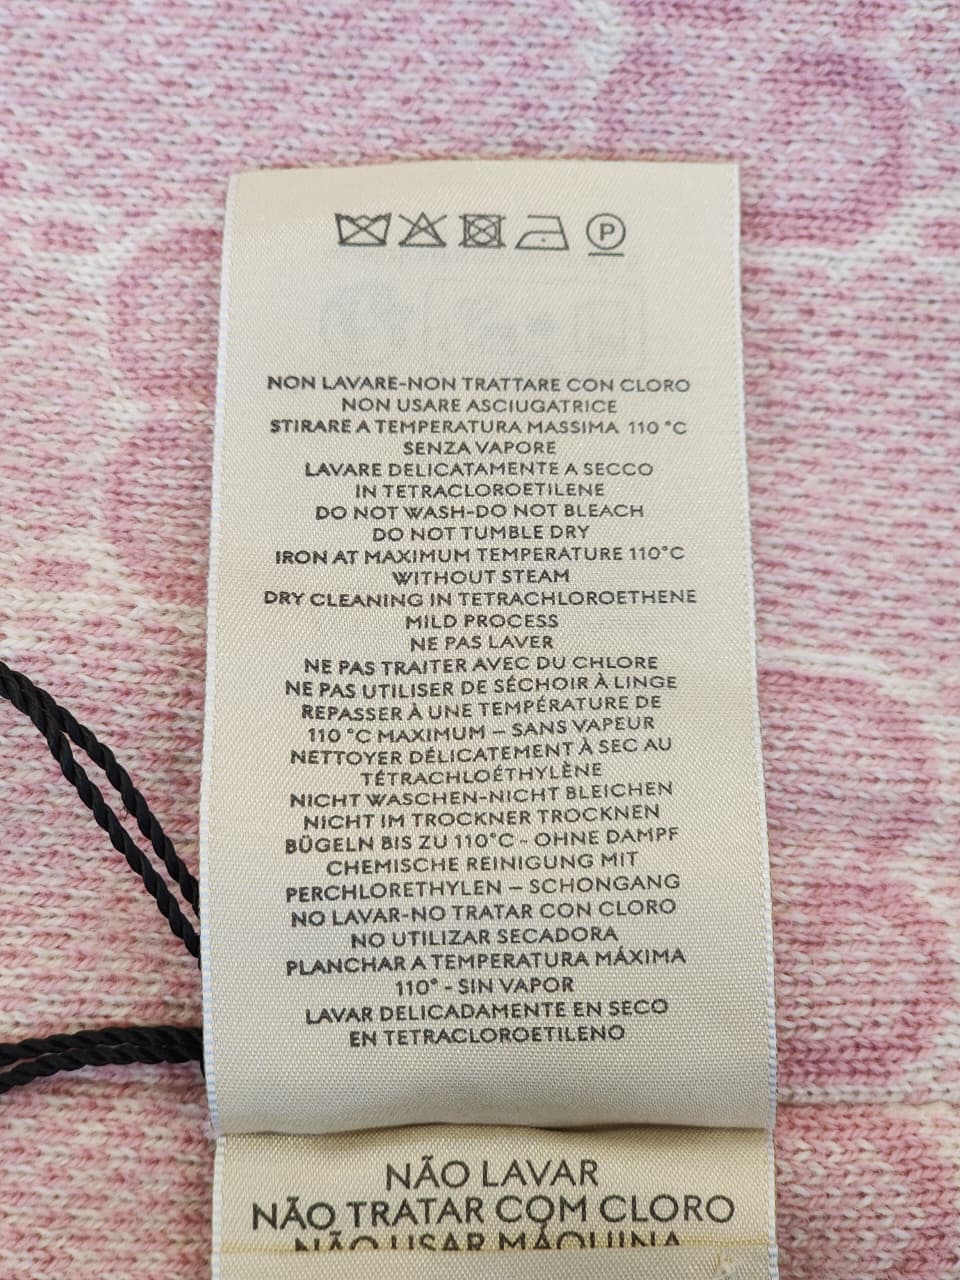 P
NON LAVARE-NON TRATTARE CON CLORO
NON USARE ASCIUGATRICE
STIRARE A TEMPERATURA MASSIMA 110 °C
SENZA VAPORE
LAVARE DELICATAMENTE A SECCO
IN TETRACLOROETILENE
DO NOT WASH-DO NOT BLEACH
DO NOT TUMBLE DRY
IRON AT MAXIMUM TEMPERATURE 110°C
WITHOUT STEAM
DRY CLEANING IN TETRACHLOROETHENE
MILD PROCESS
NE PAS LAVER
NE PAS TRAITER AVEC DU CHLORE
NE PAS UTILISER DE SÉCHOIR À LINGE
REPASSER À UNE TEMPÉRATURE DE
110 °C MAXIMUM – SANS VAPEUR
NETTOYER DÉLICATEMENT À SEC AU
TÉTRACHLOÉTHYLÈNE
NICHT WASCHEN-NICHT BLEICHEN
NICHT IM TROCKNER TROCKNEN
BÜGELN BIS ZU 110°C - OHNE DAMPF
CHEMISCHE REINIGUNG MIT
PERCHLORETHYLEN – SCHONGANG
NO LAVAR-NO TRATAR CON CLORO
NO UTILIZAR SECADORA
PLANCHAR A TEMPERATURA MÁXIMA
110° - SIN VAPOR
LAVAR DELICADAMENTE EN SECO
EN TETRACLOROETILENO
NÃO LAVAR
NÃO TRATAR COM CLORO
NÃO USAR MÁQUINA